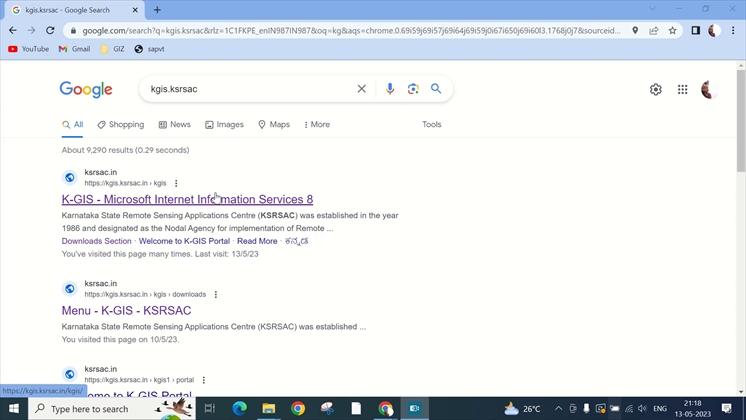 kgis.ksrsac - Google Search
google.com/search?q=kgis.ksrsac&rlz=1C1FKPE_enIN987IN987&oq=kg&aqs=chrome.0.69i59j69i57j46i59j69i59j0i67i650j69i60l3.1768j0j7&sourceid...
YouTube Gmail GIZ sapvt
Google kgis.ksrsac
All Shopping News Images Maps More Tools
About 9,290 results (0.29 seconds)
ksrsac.in
https://kgis.ksrsac.in › kgis
K-GIS - Microsoft Internet Information Services 8
Karnataka State Remote Sensing Applications Centre (KSRSAC) was established in the year
1986 and designated as the Nodal Agency for implementation of Remote ...
Downloads Section · Welcome to K-GIS Portal · Read More · ಕನ್ನಡ
You've visited this page many times. Last visit: 13/5/23
ksrsac.in
https://kgis.ksrsac.in › kgis › downloads
Menu - K-GIS - KSRSAC
Karnataka State Remote Sensing Applications Centre (KSRSAC) was established ...
You visited this page on 10/5/23.
ksrsac.in
https://kgis.ksrsac.in › kgis1 › portal
https://kgis.ksrsac.in/kgis/
to K-GIS Portal
Type here to search
26°C
21:18
13-05-2023